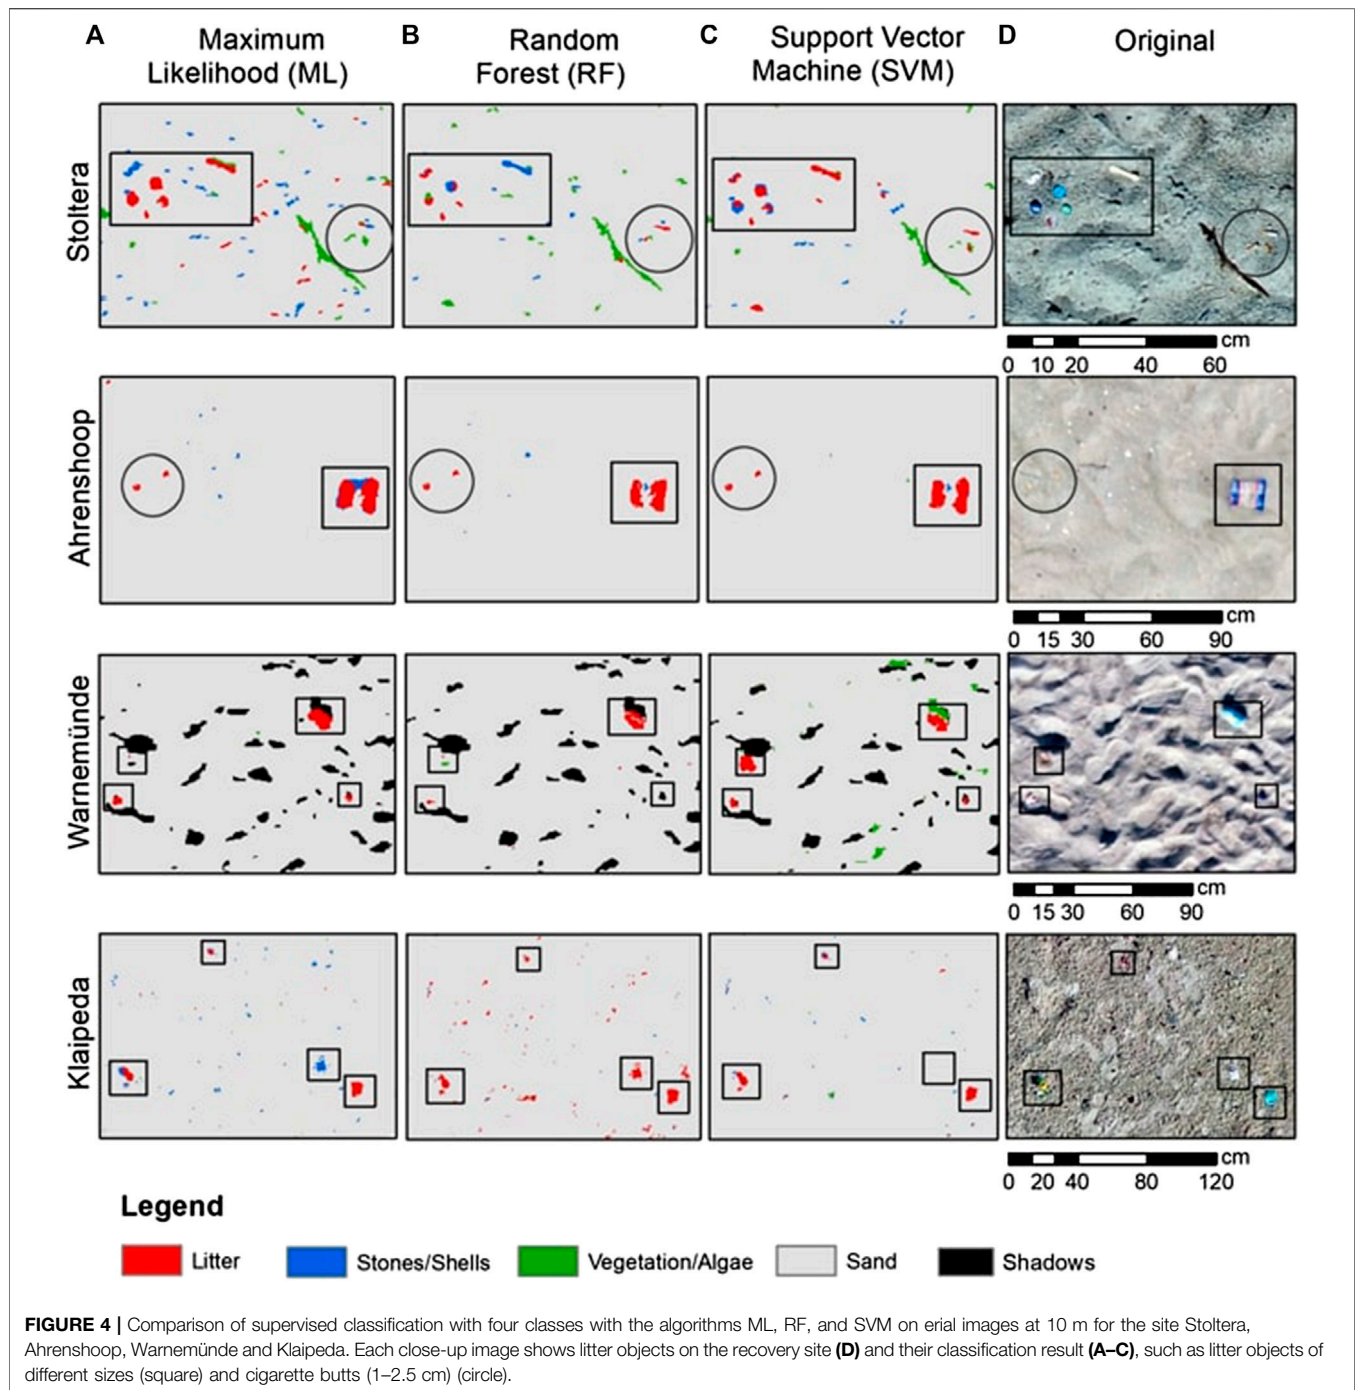 A Maximum Likelihood (ML)
B Random Forest (RF)
C Support Vector Machine (SVM)
D Original
Stoltera
cm
0 10 20 40 60
Ahrenshoop
cm
0 15 30 60 90
Warnemünde
cm
0 15 30 60 90
Klaipeda
cm
0 20 40 80 120
Legend
Litter
Stones/Shells
Vegetation/Algae
Sand
Shadows
FIGURE 4 | Comparison of supervised classification with four classes with the algorithms ML, RF, and SVM on erial images at 10 m for the site Stoltera,
Ahrenshoop, Warnemünde and Klaipeda. Each close-up image shows litter objects on the recovery site (D) and their classification result (A–C), such as litter objects of
different sizes (square) and cigarette butts (1–2.5 cm) (circle).